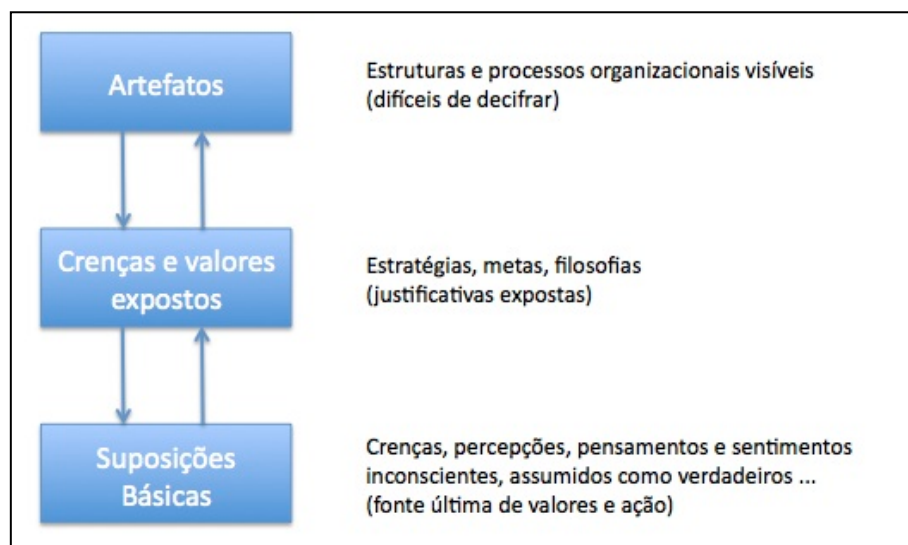 Artefatos
Estruturas e processos organizacionais visíveis
(difíceis de decifrar)
Crenças e valores
expostos
Estratégias, metas, filosofias
(justificativas expostas)
Suposições
Básicas
Crenças, percepções, pensamentos e sentimentos
inconscientes, assumidos como verdadeiros ...
(fonte última de valores e ação)